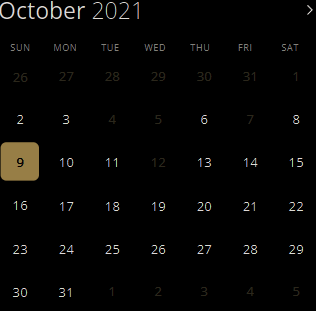 October 2021 >
SUN MON TUE WED THU FRI SAT
26 27 28 29 30 31 1
2 3 4 5 6 7 8
9 10 11 12 13 14 15
16 17 18 19 20 21 22
23 24 25 26 27 28 29
30 31 1 2 3 4 5